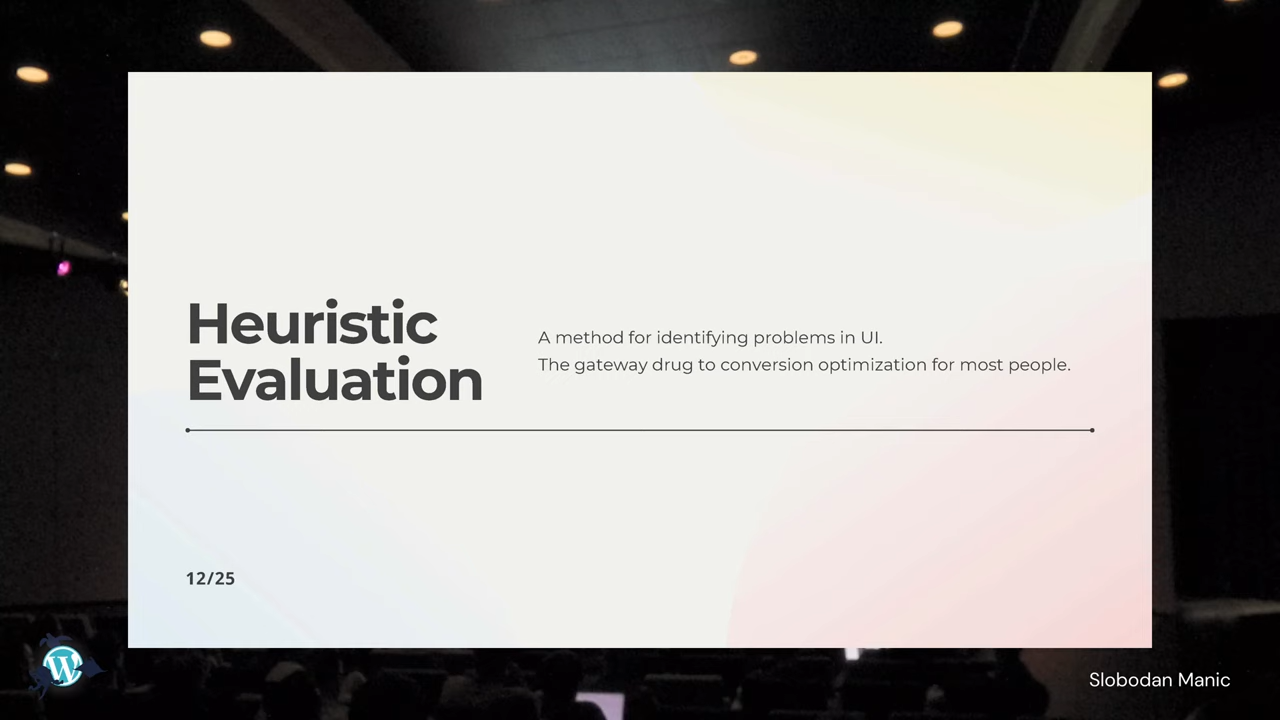 Heuristic
Evaluation
A method for identifying problems in UI.
The gateway drug to conversion optimization for most people.
12/25
W
Slobodan Manic